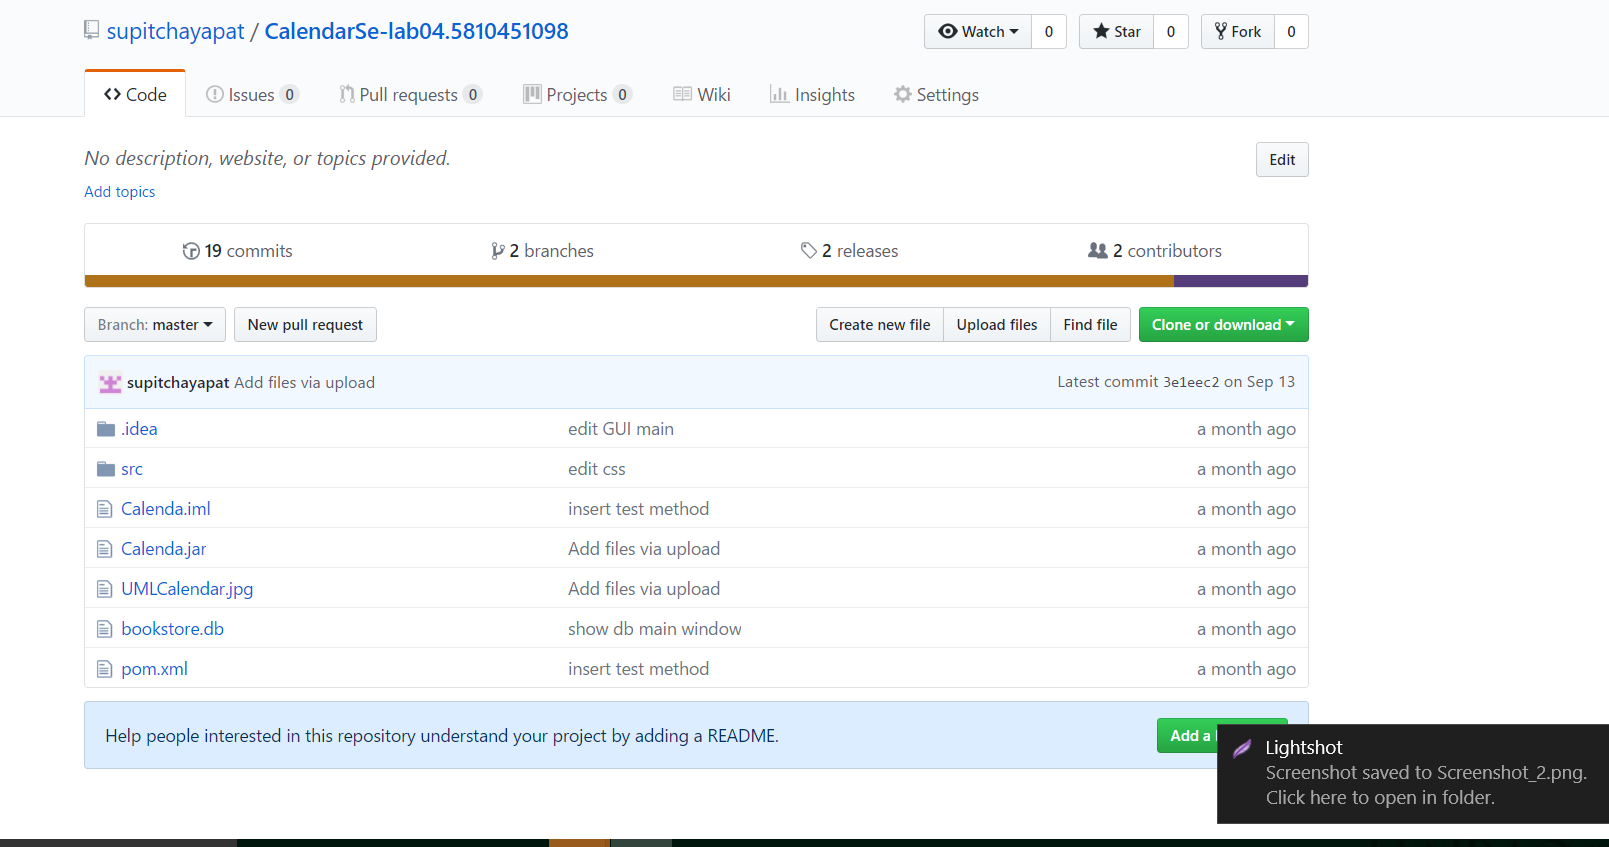 supitchayapat / CalendarSe-lab04.5810451098
Watch 0 Star 0 Fork 0
Code Issues 0 Pull requests 0 Projects 0 Wiki Insights Settings
No description, website, or topics provided. Edit
Add topics
19 commits 2 branches 2 releases 2 contributors
Branch: master New pull request Create new file Upload files Find file Clone or download
supitchayapat Add files via upload Latest commit 3e1eec2 on Sep 13
.idea edit GUI main a month ago
src edit css a month ago
Calenda.iml insert test method a month ago
Calenda.jar Add files via upload a month ago
UMLCalendar.jpg Add files via upload a month ago
bookstore.db show db main window a month ago
pom.xml insert test method a month ago
Help people interested in this repository understand your project by adding a README. Add a
Lightshot
Screenshot saved to Screenshot_2.png.
Click here to open in folder.